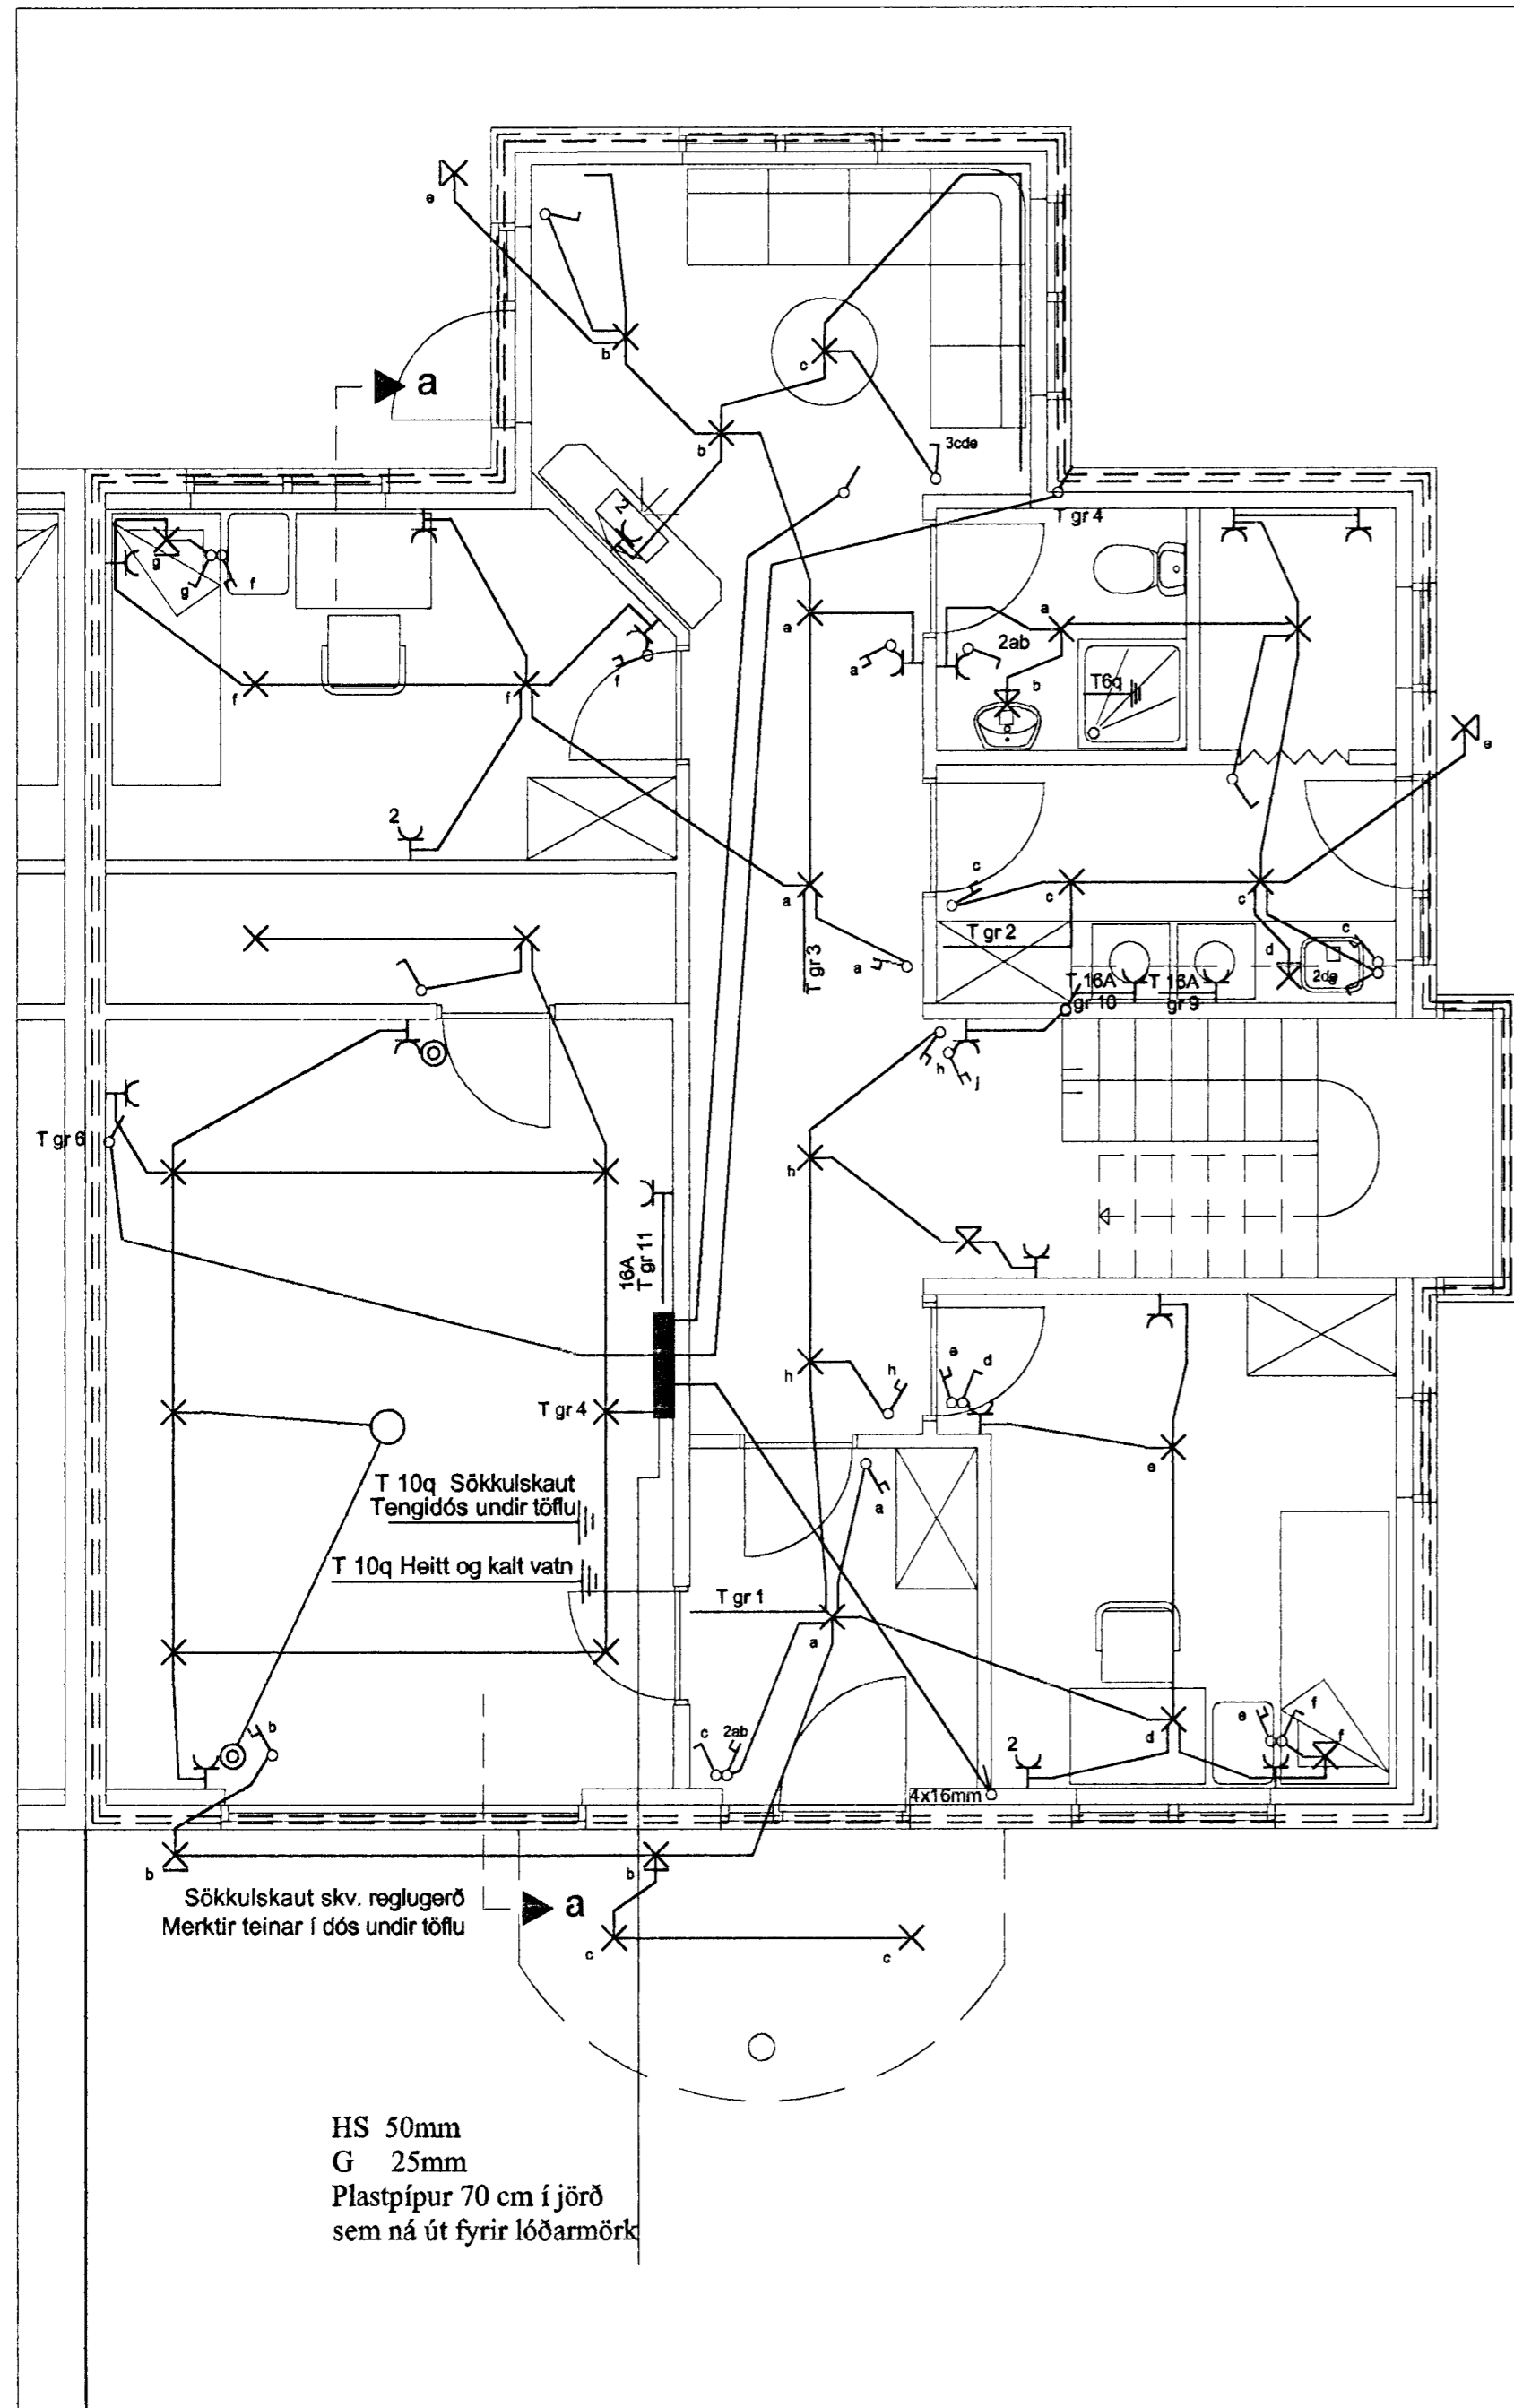 e
b
c
a
b
3cde
T gr 4
g
g
f
2
a
a
2ab
a
b
T6q
f
f
f
e
2
c
a
c
c
T gr 2
T gr 3
a
d
c
2de
e
T 16A
gr 10
T 16A
gr 9
h
j
T gr 6
h
16A
T gr 11
h
h
e
d
T gr 4
e
T 10q Sökkulskaut
Tengidós undir töflu
a
T 10q Heitt og kalt vatn
T gr 1
a
c
2ab
b
2
d
e
f
f
4x16mm
b
b
Sökkulskaut skv. reglugerð
Merktir teinar í dós undir töflu
a
c
c
HS 50mm
G 25mm
Plastpípur 70 cm í jörð
sem ná út fyrir lóðarmörk